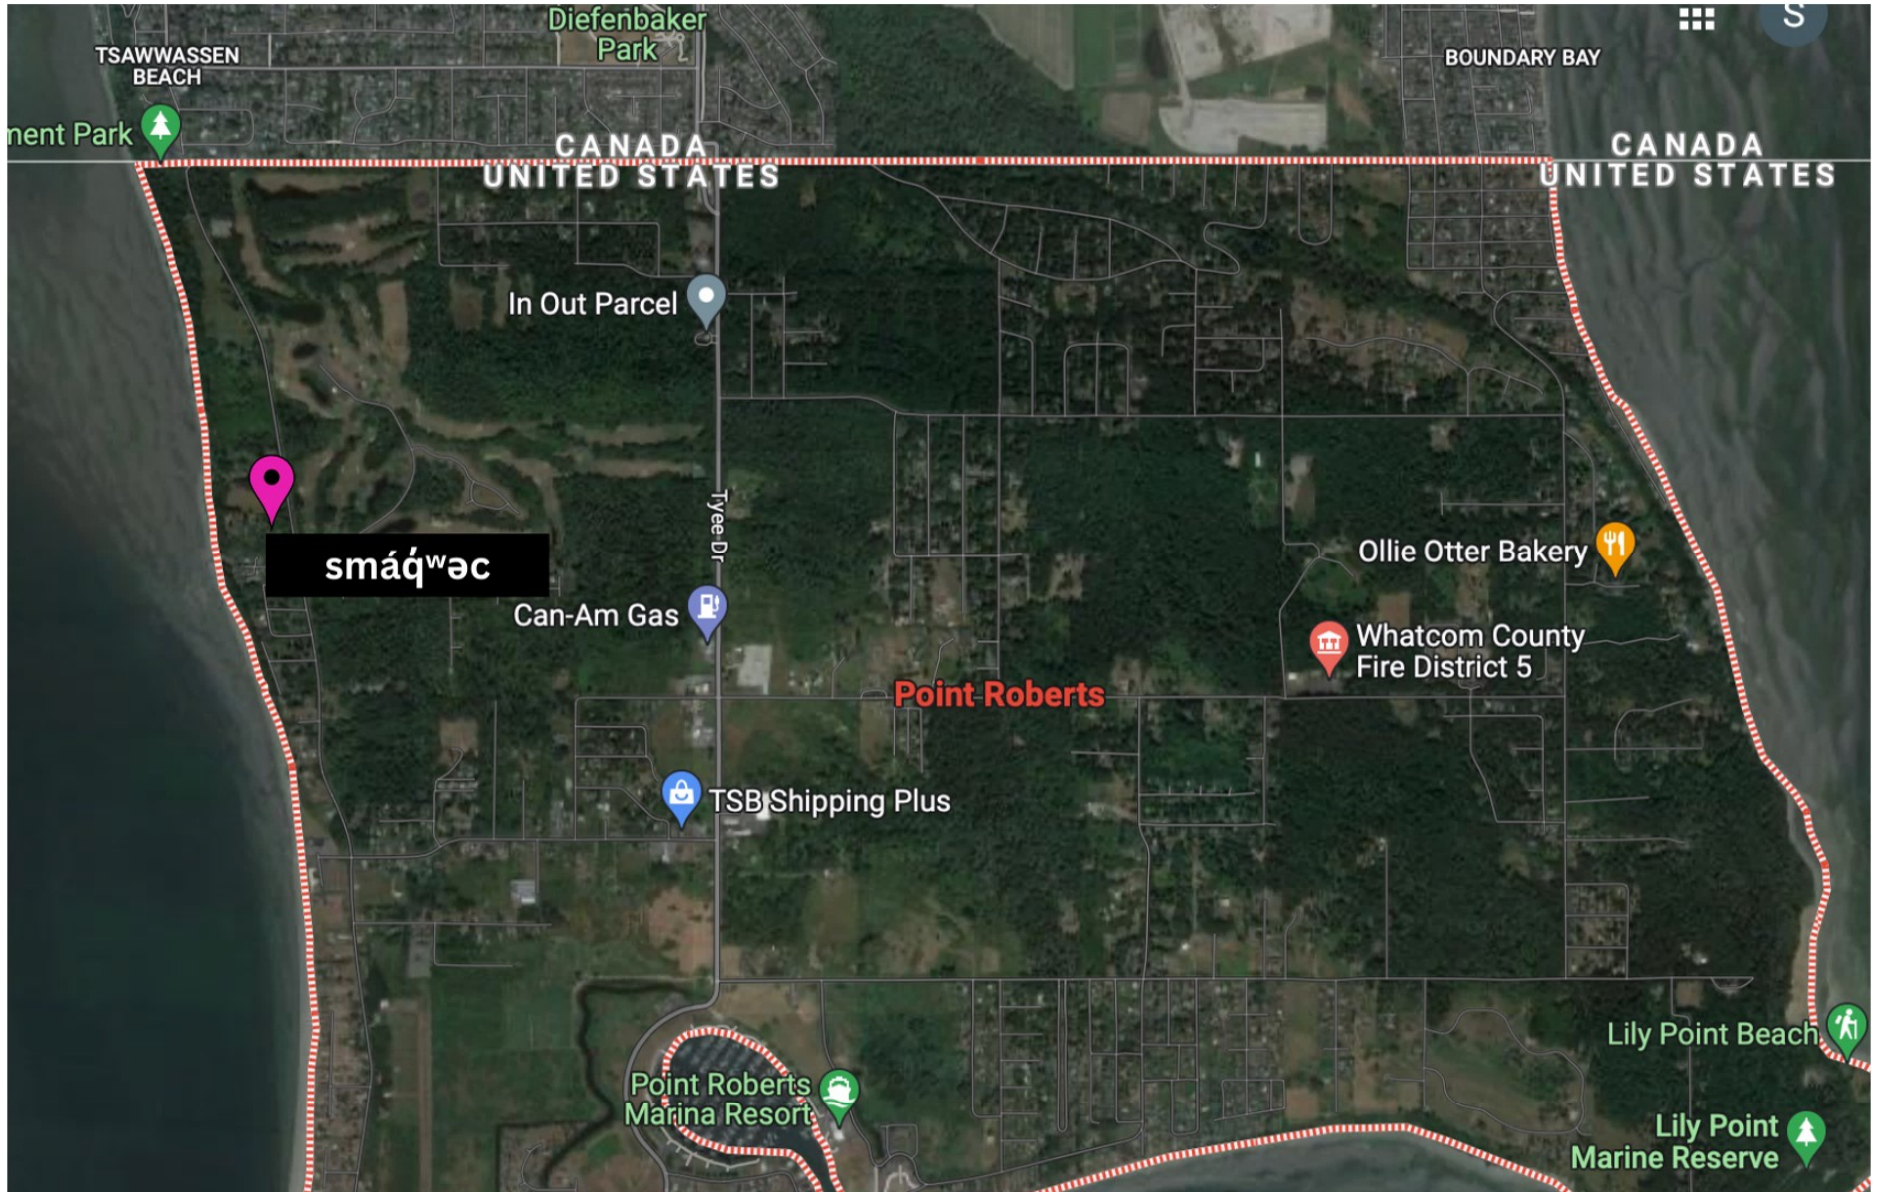 Diefenbaker
Park
S
TSAWWASSEN
BEACH
BOUNDARY BAY
ment Park
CANADA
UNITED STATES
CANADA
UNITED STATES
In Out Parcel
Tyee Dr
smáq̓ʷəc
Ollie Otter Bakery
Can-Am Gas
Whatcom County
Fire District 5
Point Roberts
TSB Shipping Plus
Lily Point Beach
Point Roberts
Marina Resort
Lily Point
Marine Reserve